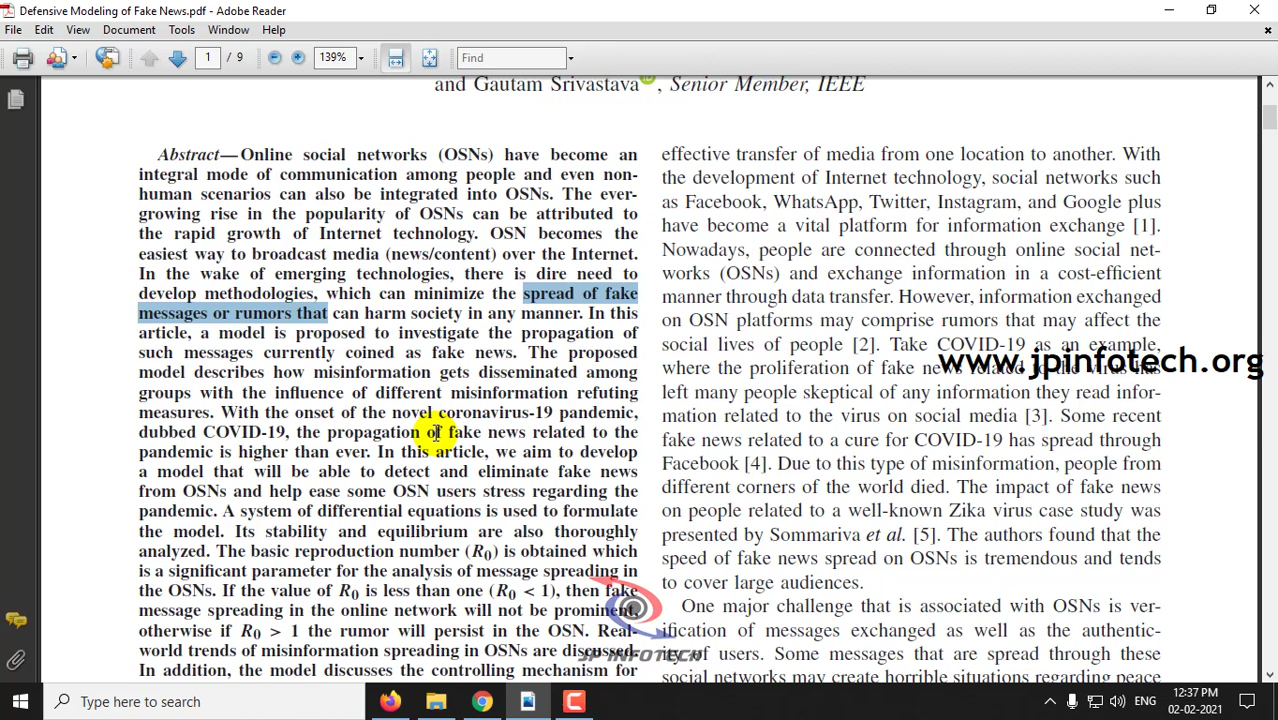 Defensive Modeling of Fake News.pdf - Adobe Reader
File Edit View Document Tools Window Help
1 / 9 139% Find
and Gautam Srivastava, Senior Member, IEEE
Abstract—Online social networks (OSNs) have become an
integral mode of communication among people and even non-
human scenarios can also be integrated into OSNs. The ever-
growing rise in the popularity of OSNs can be attributed to
the rapid growth of Internet technology. OSN becomes the
easiest way to broadcast media (news/content) over the Internet.
In the wake of emerging technologies, there is dire need to
develop methodologies, which can minimize the spread of fake
messages or rumors that can harm society in any manner. In this
article, a model is proposed to investigate the propagation of
such messages currently coined as fake news. The proposed
model describes how misinformation gets disseminated among
groups with the influence of different misinformation refuting
measures. With the onset of the novel coronavirus-19 pandemic,
dubbed COVID-19, the propagation of fake news related to the
pandemic is higher than ever. In this article, we aim to develop
a model that will be able to detect and eliminate fake news
from OSNs and help ease some OSN users stress regarding the
pandemic. A system of differential equations is used to formulate
the model. Its stability and equilibrium are also thoroughly
analyzed. The basic reproduction number (R0) is obtained which
is a significant parameter for the analysis of message spreading in
the OSNs. If the value of R0 is less than one (R0 < 1), then fake
message spreading in the online network will not be prominent,
otherwise if R0 > 1 the rumor will persist in the OSN. Real-
world trends of misinformation spreading in OSNs are discussed.
In addition, the model discusses the controlling mechanism for
effective transfer of media from one location to another. With
the development of Internet technology, social networks such
as Facebook, WhatsApp, Twitter, Instagram, and Google plus
have become a vital platform for information exchange [1].
Nowadays, people are connected through online social net-
works (OSNs) and exchange information in a cost-efficient
manner through data transfer. However, information exchanged
on OSN platforms may comprise rumors that may affect the
social lives of people [2]. Take COVID-19 as an example,
where the proliferation of fake news related to the virus has
left many people skeptical of any information they read infor-
mation related to the virus on social media [3]. Some recent
fake news related to a cure for COVID-19 has spread through
Facebook [4]. Due to this type of misinformation, people from
different corners of the world died. The impact of fake news
on people related to a well-known Zika virus case study was
presented by Sommariva et al. [5]. The authors found that the
speed of fake news spread on OSNs is tremendous and tends
to cover large audiences.
One major challenge that is associated with OSNs is ver-
ification of messages exchanged as well as the authentic-
ity of users. Some messages that are spread through these
social networks may create horrible situations regarding peace
www.jpinfotech.org
JP INFOTECH
Type here to search
ENG
12:37 PM
02-02-2021